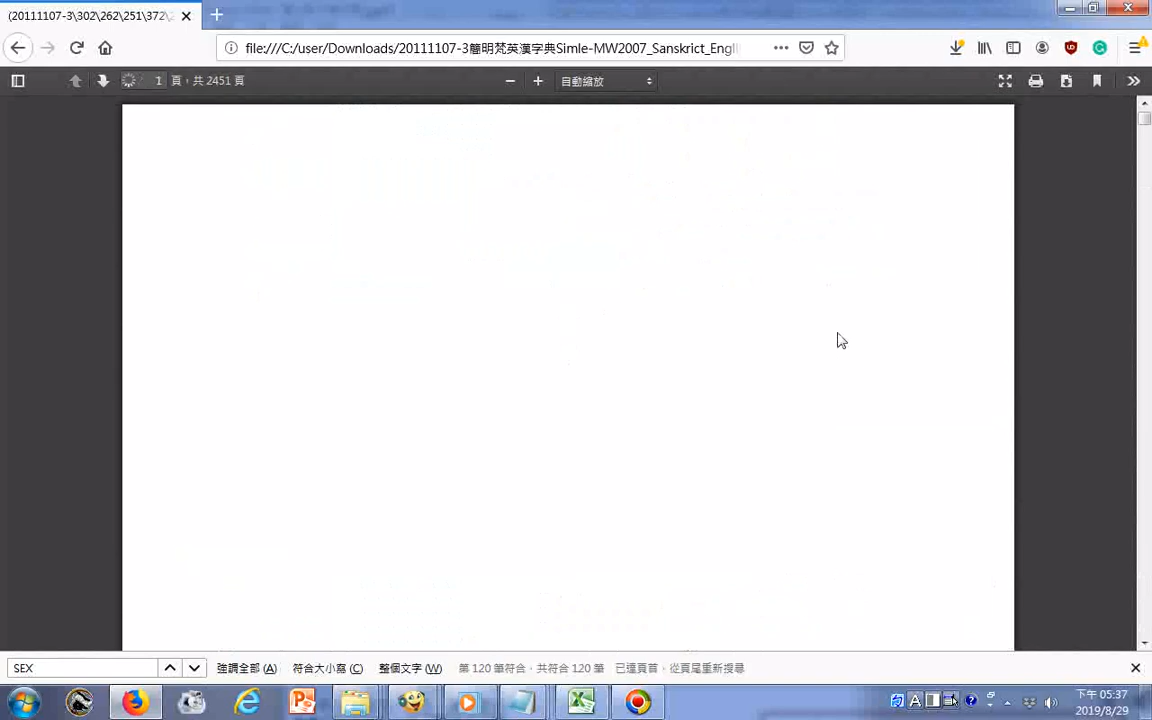 (20111107-3\302\262\251\372\2
file:///C:/user/Downloads/20111107-3簡明梵英漢字典Simle-MW2007_Sanskrict_Engl
1 頁，共 2451 頁
自動縮放
SEX
強調全部 (A)
符合大小寫 (C)
整個文字 (W)
第 120 筆符合，共符合 120 筆
已達頁首，從頁尾重新搜尋
下午 05:37
2019/8/29